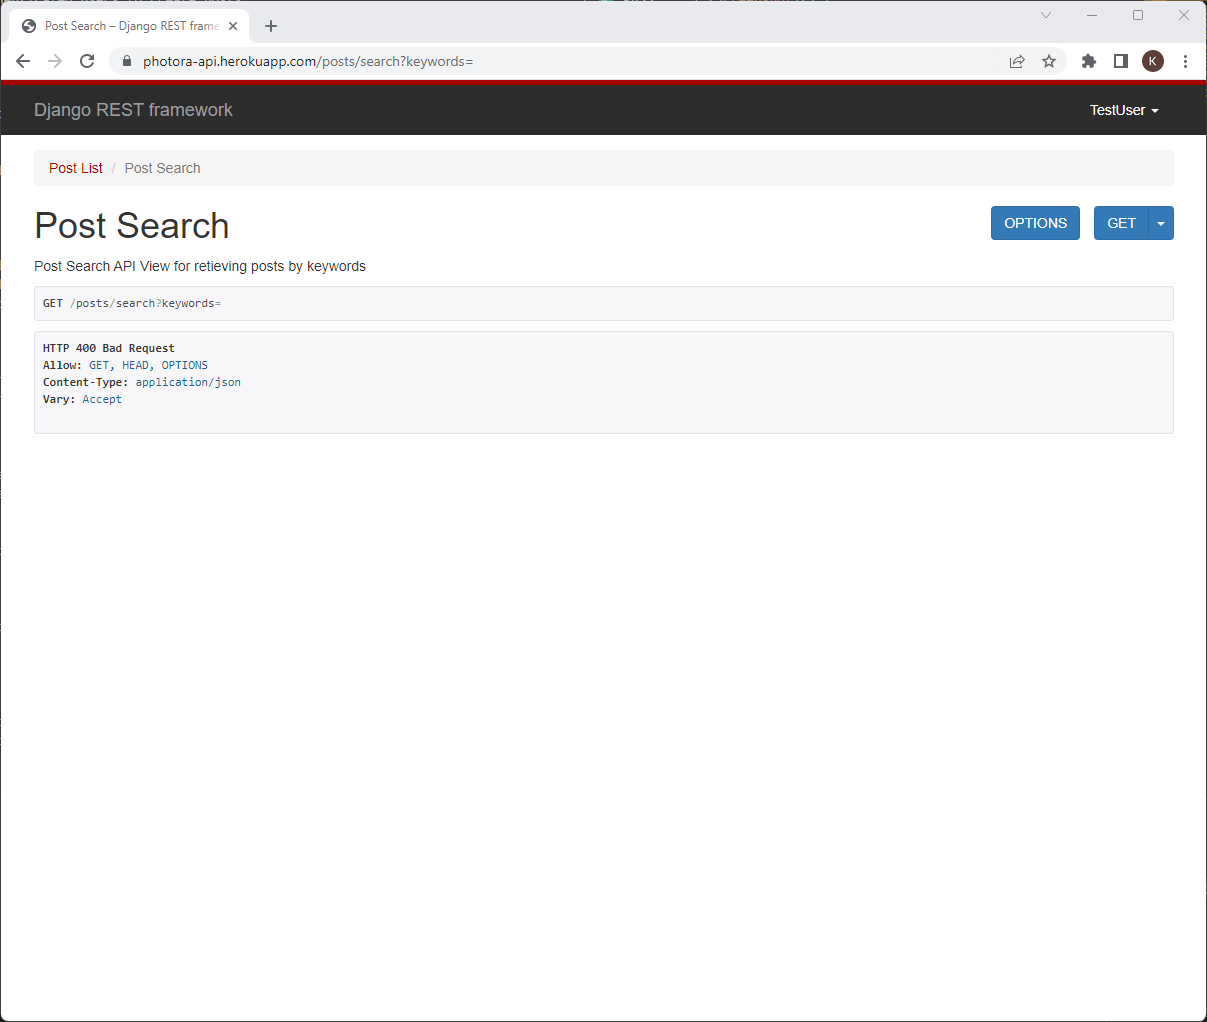 Post Search – Django REST frame
photora-api.herokuapp.com/posts/search?keywords=
K
Django REST framework
TestUser
Post List / Post Search
Post Search
OPTIONS
GET
Post Search API View for retieving posts by keywords
GET /posts/search?keywords=
HTTP 400 Bad Request
Allow: GET, HEAD, OPTIONS
Content-Type: application/json
Vary: Accept